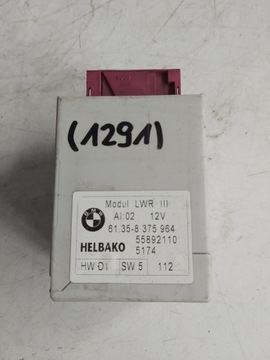 (1291)
Modul LWR III
AI:02 12V
61.35-8 375 964
HELBAKO 55892110
5174
HW 01 SW 5 112